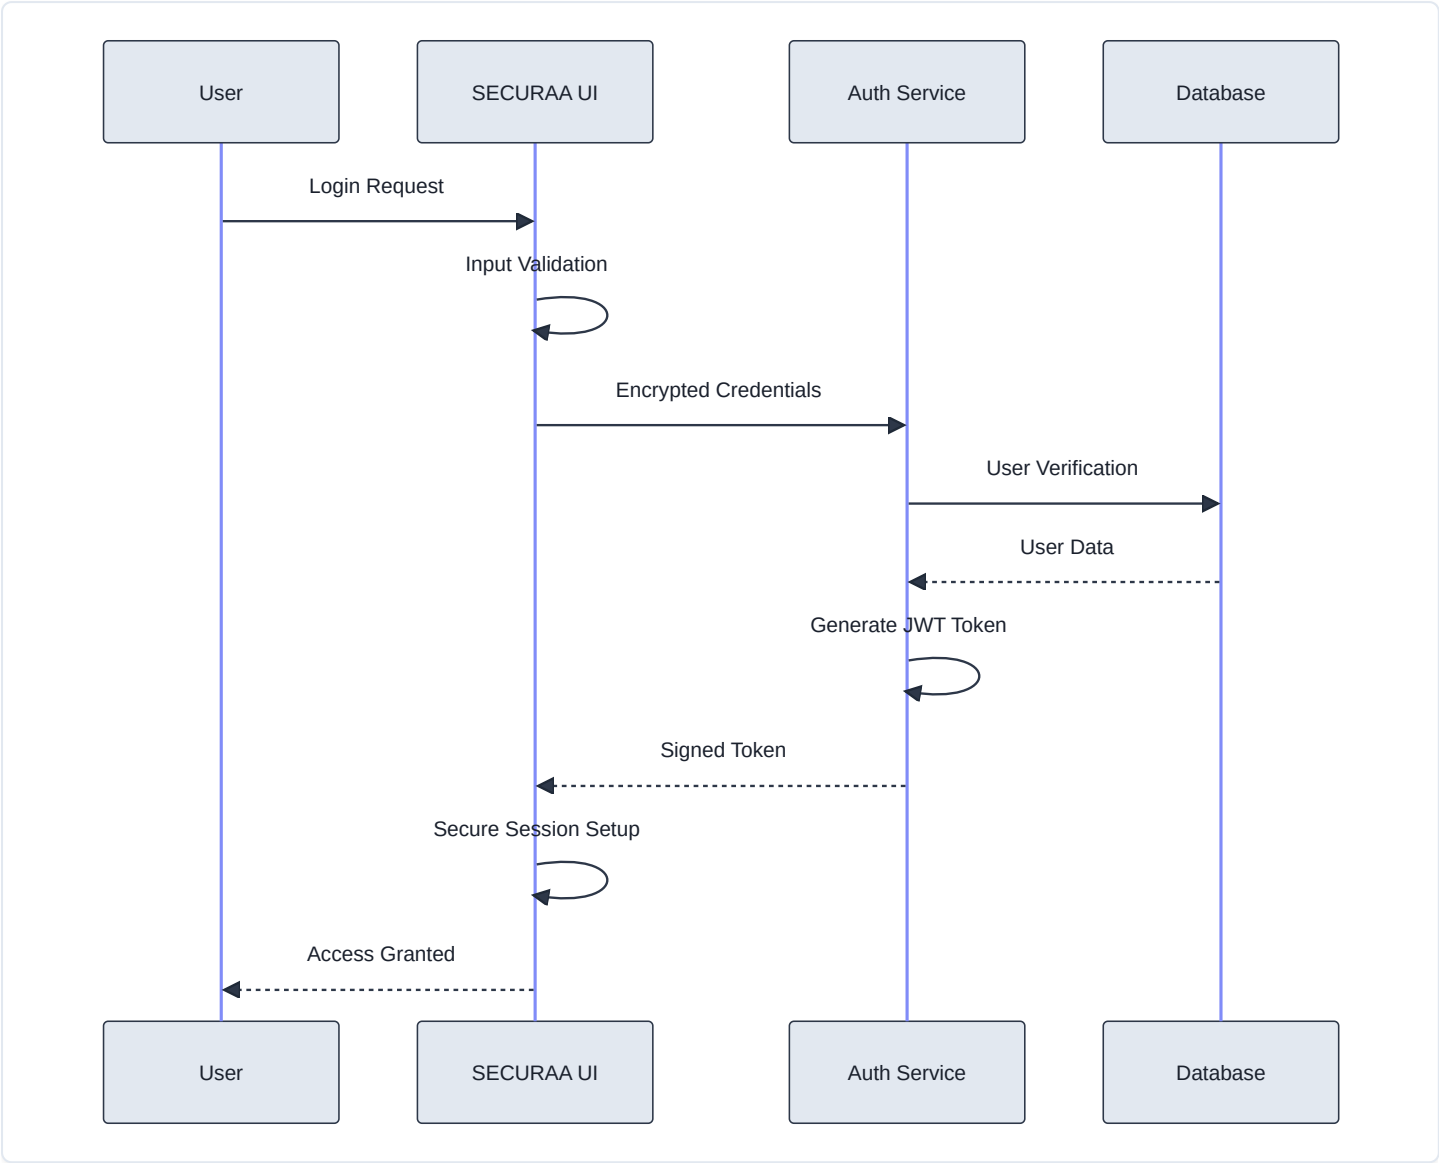 User
SECURAA UI
Auth Service
Database
Login Request
Input Validation
Encrypted Credentials
User Verification
User Data
Generate JWT Token
Signed Token
Secure Session Setup
Access Granted
User
SECURAA UI
Auth Service
Database